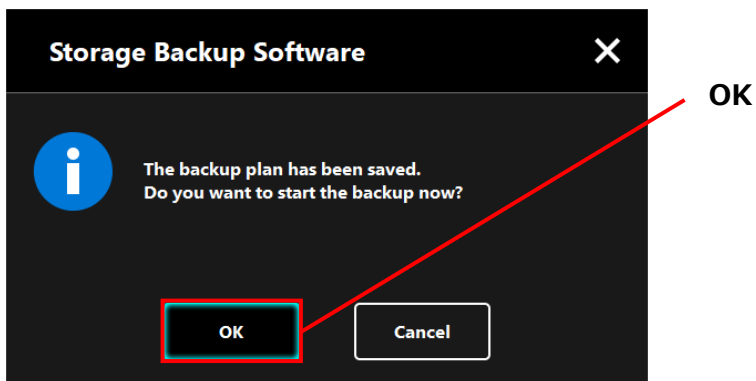 Storage Backup Software
OK
The backup plan has been saved.
Do you want to start the backup now?
OK
Cancel